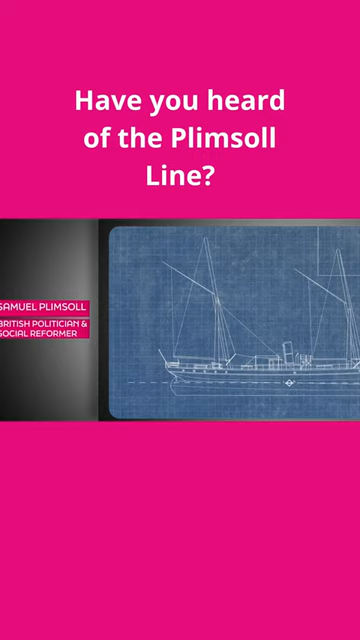 Have you heard
of the Plimsoll
Line?
SAMUEL PLIMSOLL
BRITISH POLITICIAN &
SOCIAL REFORMER